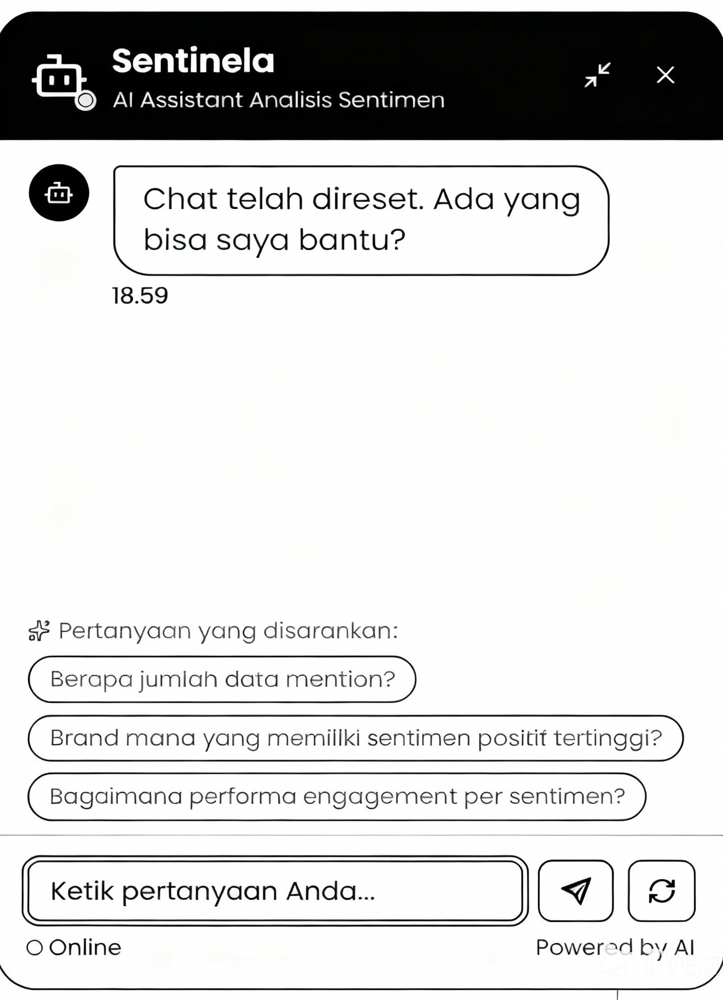 Sentinela
AI Assistant Analisis Sentimen
Chat telah direset. Ada yang
bisa saya bantu?
18.59
Pertanyaan yang disarankan:
Berapa jumlah data mention?
Brand mana yang memillki sentimen positif tertinggi?
Bagaimana performa engagement per sentimen?
Ketik pertanyaan Anda...
Online
Powered by AI